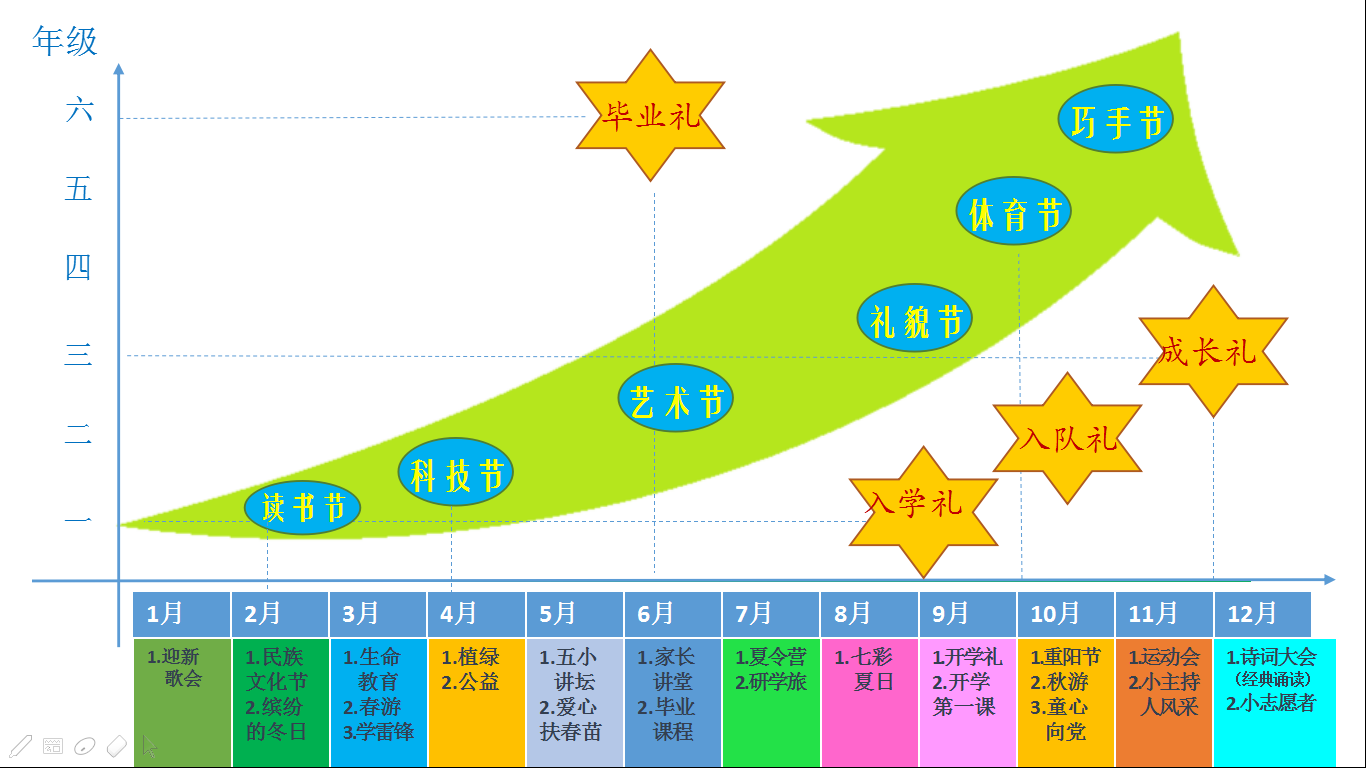 年级
六
五
四
三
二
一
毕业礼
巧手节
体育节
礼貌节
成长礼
艺术节
入队礼
科技节
入学礼
读书节
1月
2月
3月
4月
5月
6月
7月
8月
9月
10月
11月
12月
1.迎新
歌会
1.民族
文化节
2.缤纷
的冬日
1.生命
教育
2.春游
3.学雷锋
1.植绿
2.公益
1.五小
讲坛
2.爱心
扶春苗
1.家长
讲堂
2.毕业
课程
1.夏令营
2.研学旅
1.七彩
夏日
1.开学礼
2.开学
第一课
1.重阳节
2.秋游
3.童心
向党
1.运动会
2.小主持
人风采
1.诗词大会
（经典诵读）
2.小志愿者